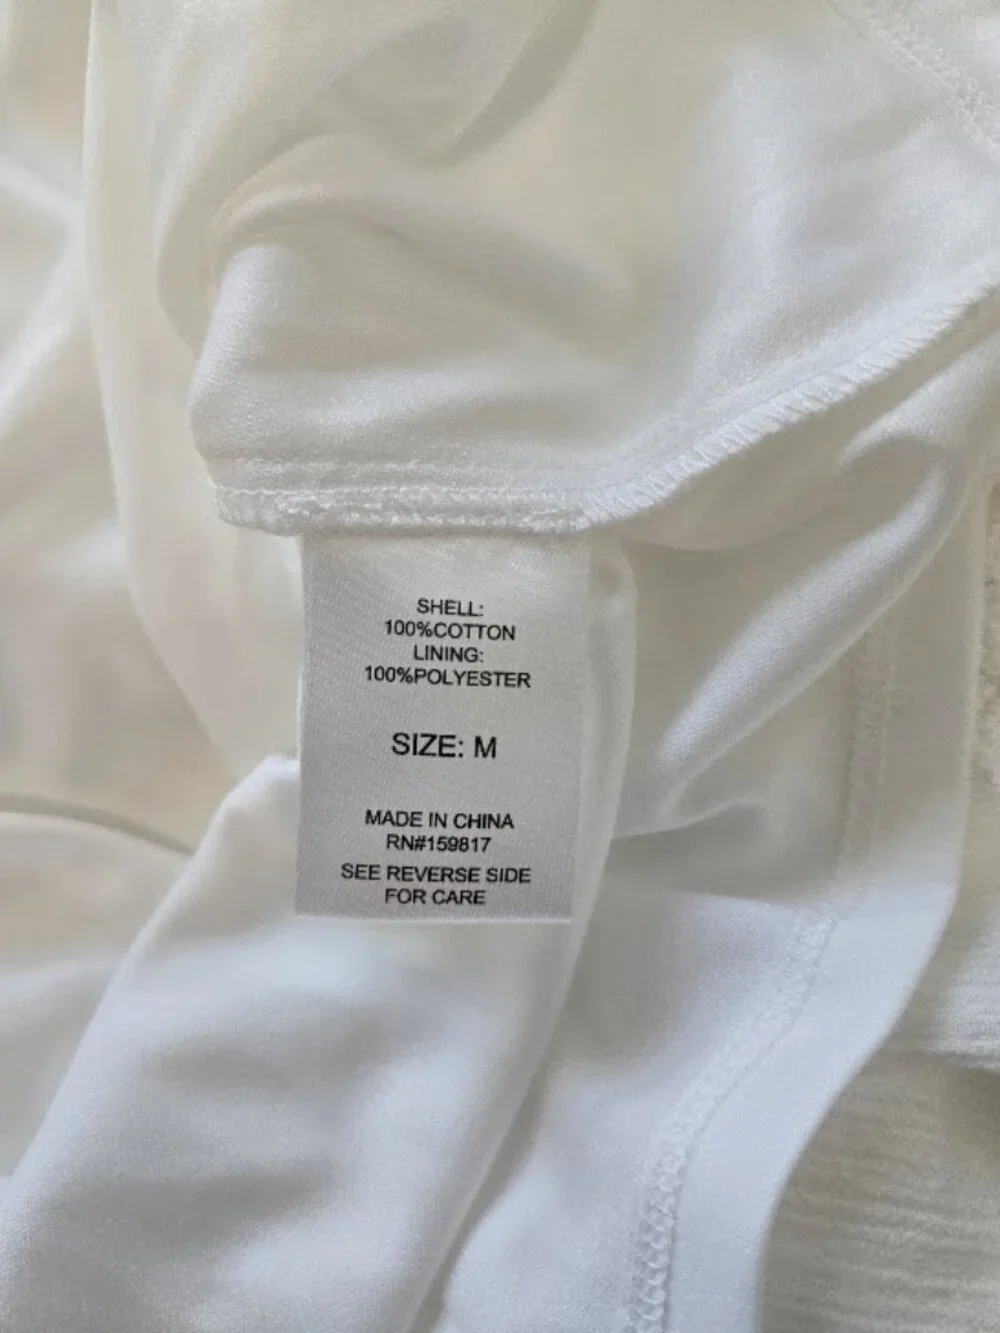 SHELL:
100%COTTON
LINING:
100%POLYESTER
SIZE: M
MADE IN CHINA
RN#159817
SEE REVERSE SIDE
FOR CARE